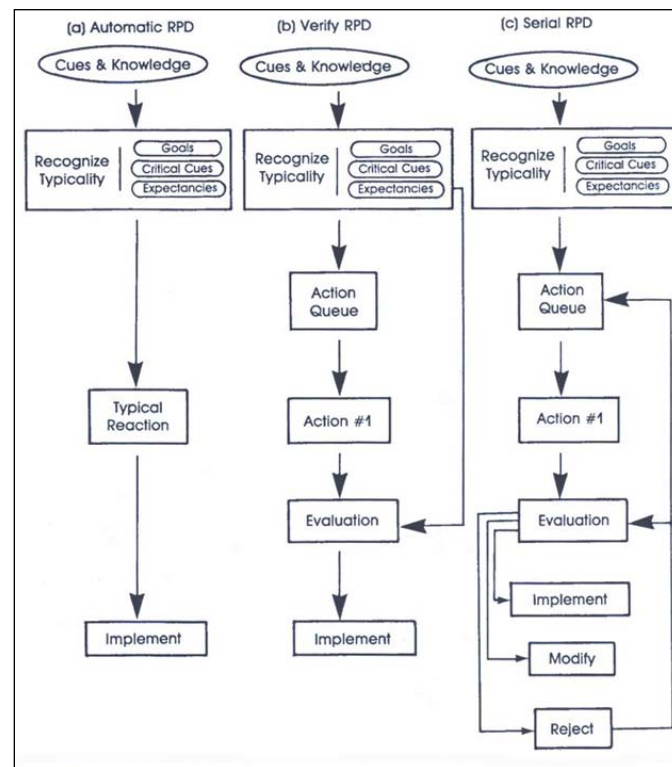 (a) Automatic RPD
Cues & Knowledge
Recognize
Typicality
Goals
Critical Cues
Expectancies
Typical
Reaction
Implement
(b) Verify RPD
Cues & Knowledge
Recognize
Typicality
Goals
Critical Cues
Expectancies
Action
Queue
Action #1
Evaluation
Implement
(c) Serial RPD
Cues & Knowledge
Recognize
Typicality
Goals
Critical Cues
Expectancies
Action
Queue
Action #1
Evaluation
Implement
Modify
Reject